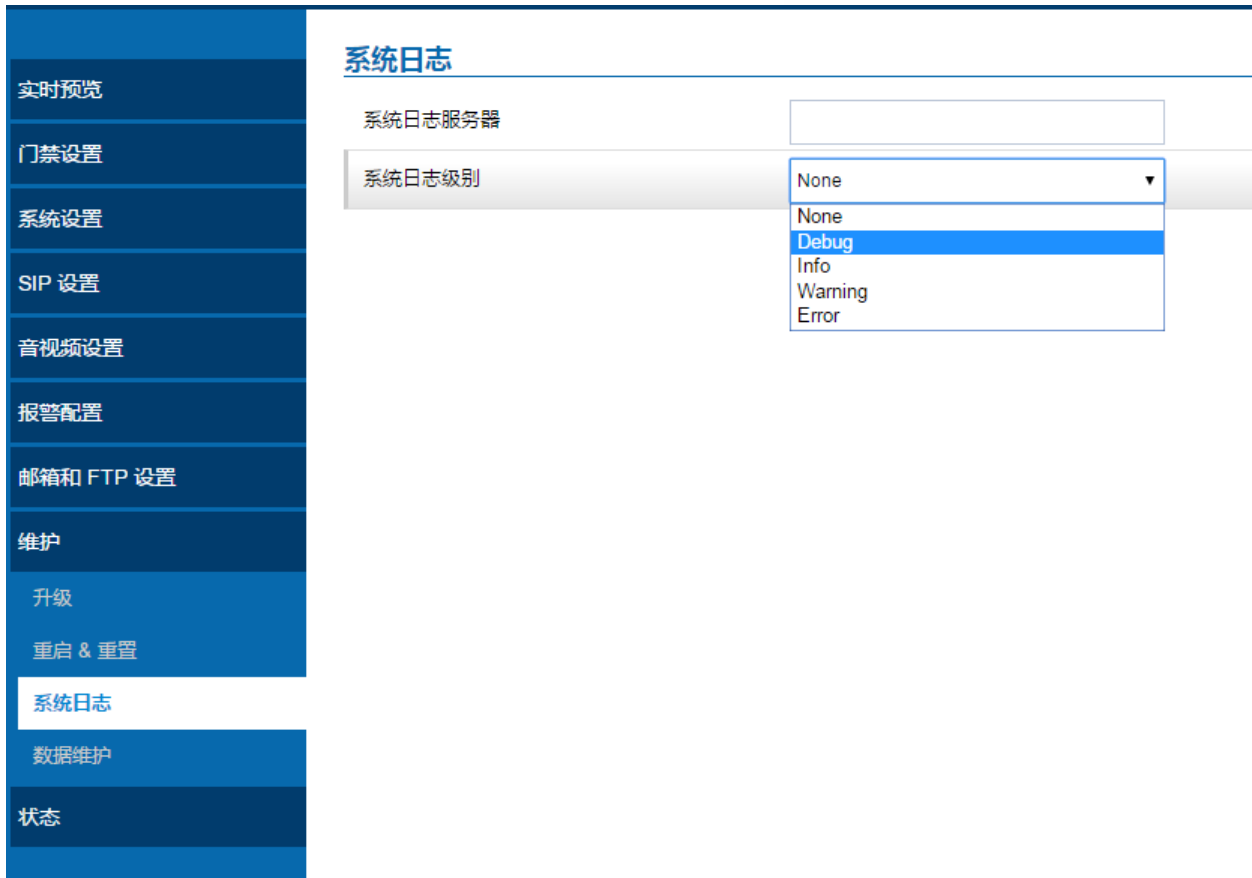 实时预览
门禁设置
系统设置
SIP 设置
音视频设置
报警配置
邮箱和 FTP 设置
维护
升级
重启 & 重置
系统日志
数据维护
状态
系统日志
系统日志服务器
系统日志级别
None
None
Debug
Info
Warning
Error